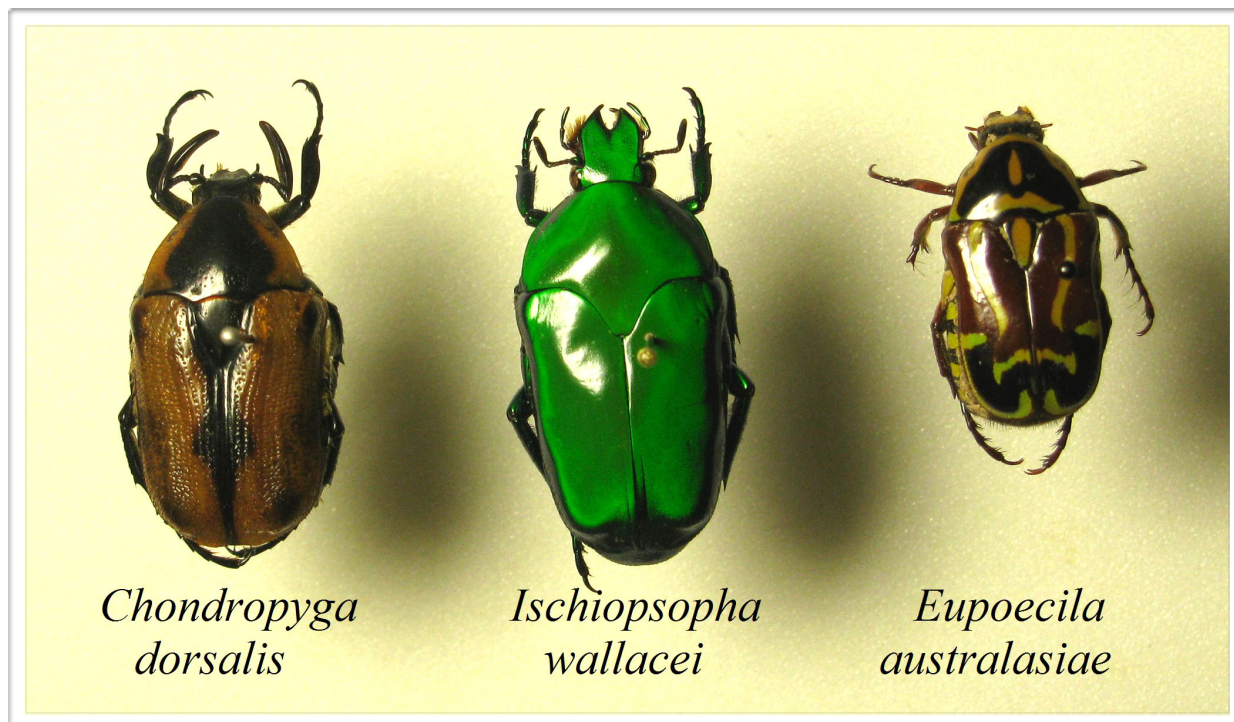 Chondropyga
dorsalis
Ischiopsopha
wallacei
Eupoecila
australasiae